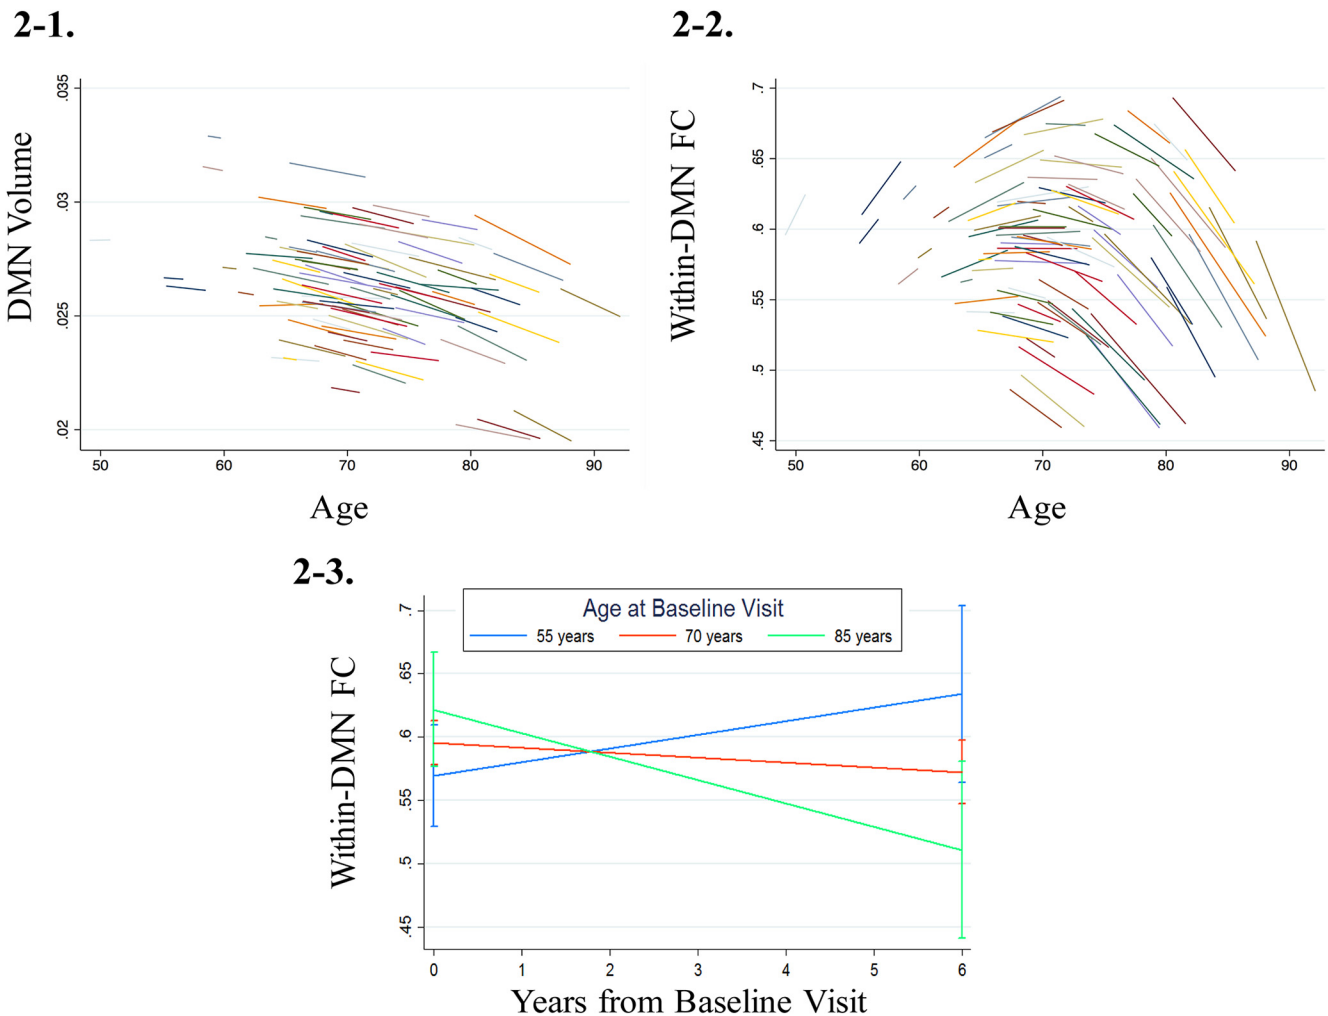 2-1.
2-2.
DMN Volume
.035
.03
.025
.02
50 60 70 80 90
Age
Within-DMN FC
.7
.65
.6
.55
.5
.45
50 60 70 80 90
Age
2-3.
Within-DMN FC
.7
.65
.6
.55
.5
.45
Age at Baseline Visit
55 years 70 years 85 years
0 1 2 3 4 5 6
Years from Baseline Visit